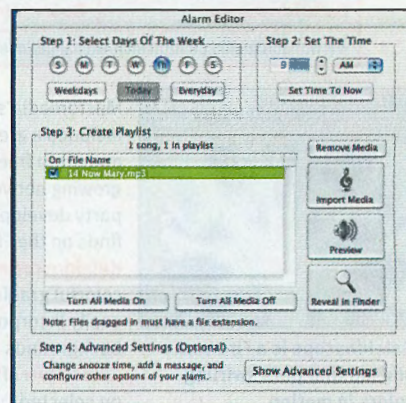 Alarm Editor
Step 1: Select Days Of The Week
S M T W Th F S
Weekdays Today Everyday
Step 2: Set The Time
9 AM
Set Time To Now
Step 3: Create Playlist
1 song, 1 in playlist
On File Name
14 Now Mary.mp3
Remove Media
Import Media
Preview
Reveal in Finder
Turn All Media On Turn All Media Off
Note: Files dragged in must have a file extension.
Step 4: Advanced Settings (Optional)
Change snooze time, add a message, and
configure other options of your alarm.
Show Advanced Settings